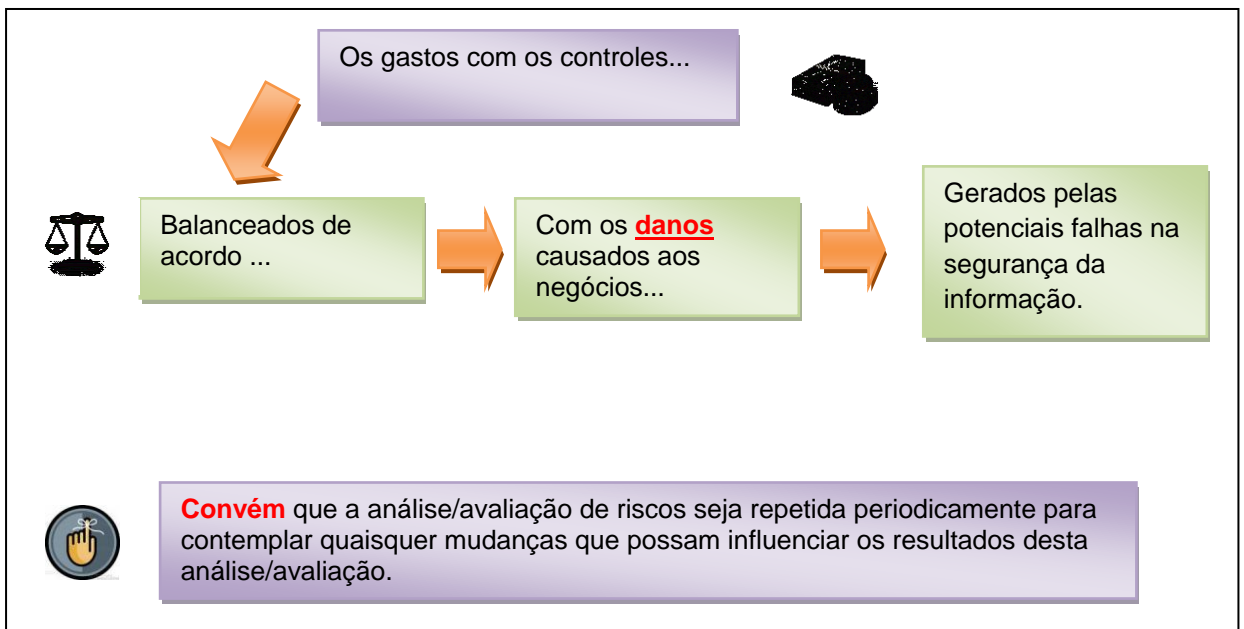 Os gastos com os controles...
Balanceados de
acordo ...
Com os danos
causados aos
negócios...
Gerados pelas
potenciais falhas na
segurança da
informação.
Convém que a análise/avaliação de riscos seja repetida periodicamente para
contemplar quaisquer mudanças que possam influenciar os resultados desta
análise/avaliação.